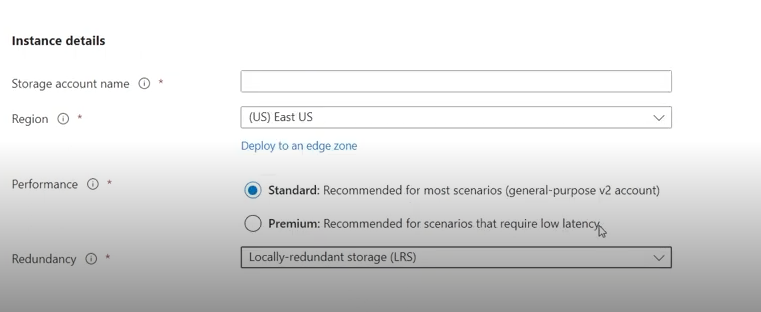 Instance details
Storage account name *
Region *
(US) East US
Deploy to an edge zone
Performance *
Standard: Recommended for most scenarios (general-purpose v2 account)
Premium: Recommended for scenarios that require low latency.
Redundancy *
Locally-redundant storage (LRS)